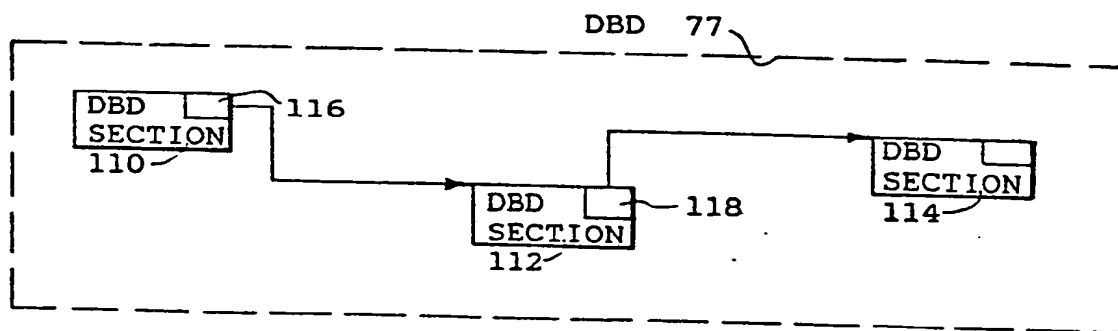 DBD 77
DBD
SECTION
110
116
DBD
SECTION
112
118
DBD
SECTION
114